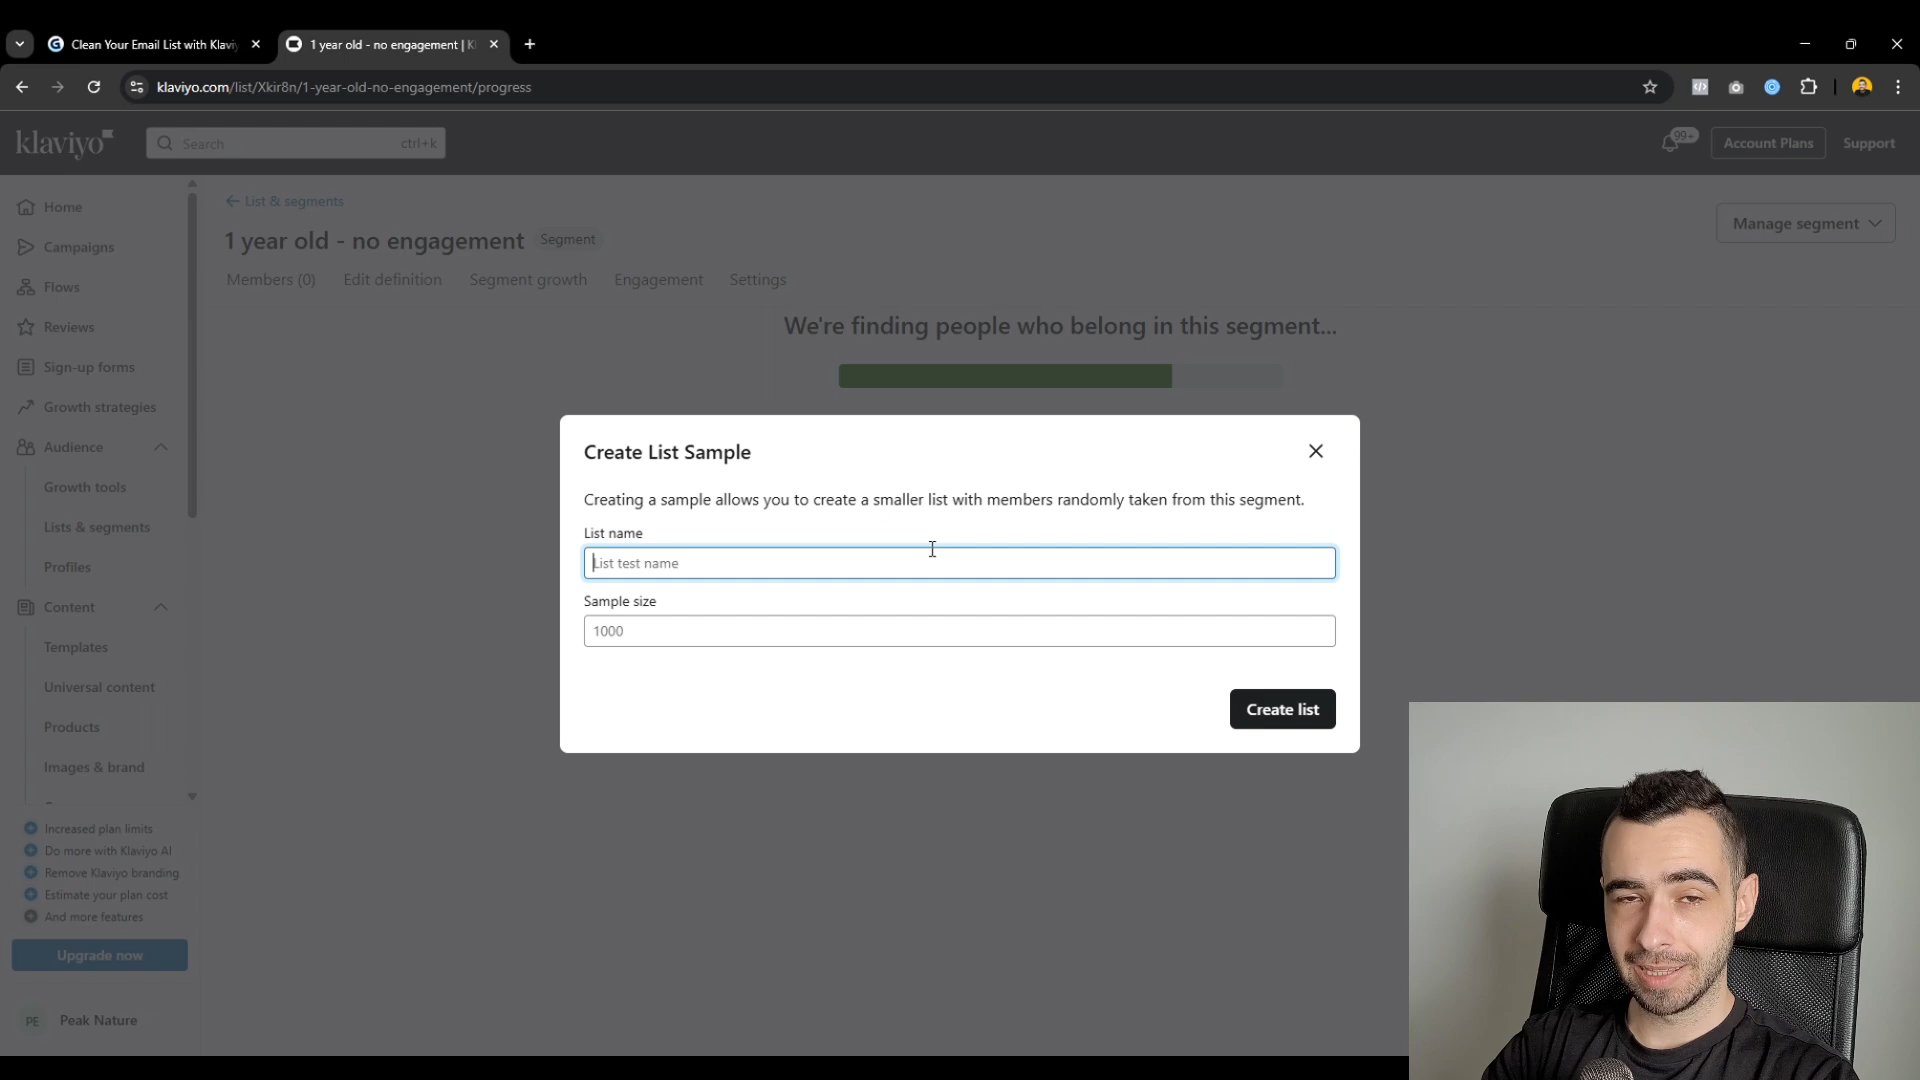 Clean Your Email List with Klaviy
1 year old - no engagement | K
klaviyo.com/list/Xkir8n/1-year-old-no-engagement/progress
klaviyo
Search
ctrl+k
99+
Account Plans
Support
Home
Campaigns
Flows
Reviews
Sign-up forms
Growth strategies
Audience
Growth tools
Lists & segments
Profiles
Content
Templates
Universal content
Products
Images & brand
Increased plan limits
Do more with Klaviyo AI
Remove Klaviyo branding
Estimate your plan cost
And more features
Upgrade now
PE
Peak Nature
List & segments
1 year old - no engagement
Segment
Manage segment
Members (0)
Edit definition
Segment growth
Engagement
Settings
We're finding people who belong in this segment...
Create List Sample
Creating a sample allows you to create a smaller list with members randomly taken from this segment.
List name
List test name
Sample size
1000
Create list